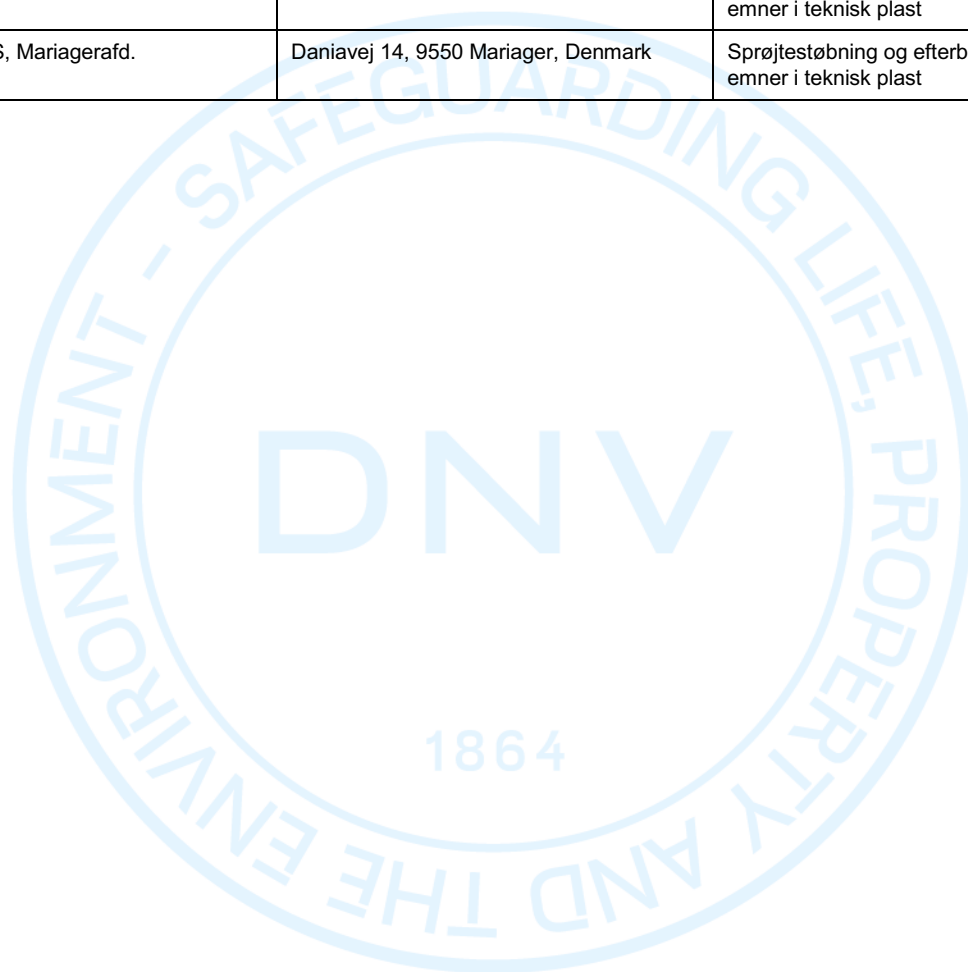 emner i teknisk plast
S, Mariagerafd.
Daniavej 14, 9550 Mariager, Denmark
Sprøjtestøbning og efterb
emner i teknisk plast
SAFEGUARDING LIFE, PROPERTY AND THE ENVIRONMENT -
DNV
1864